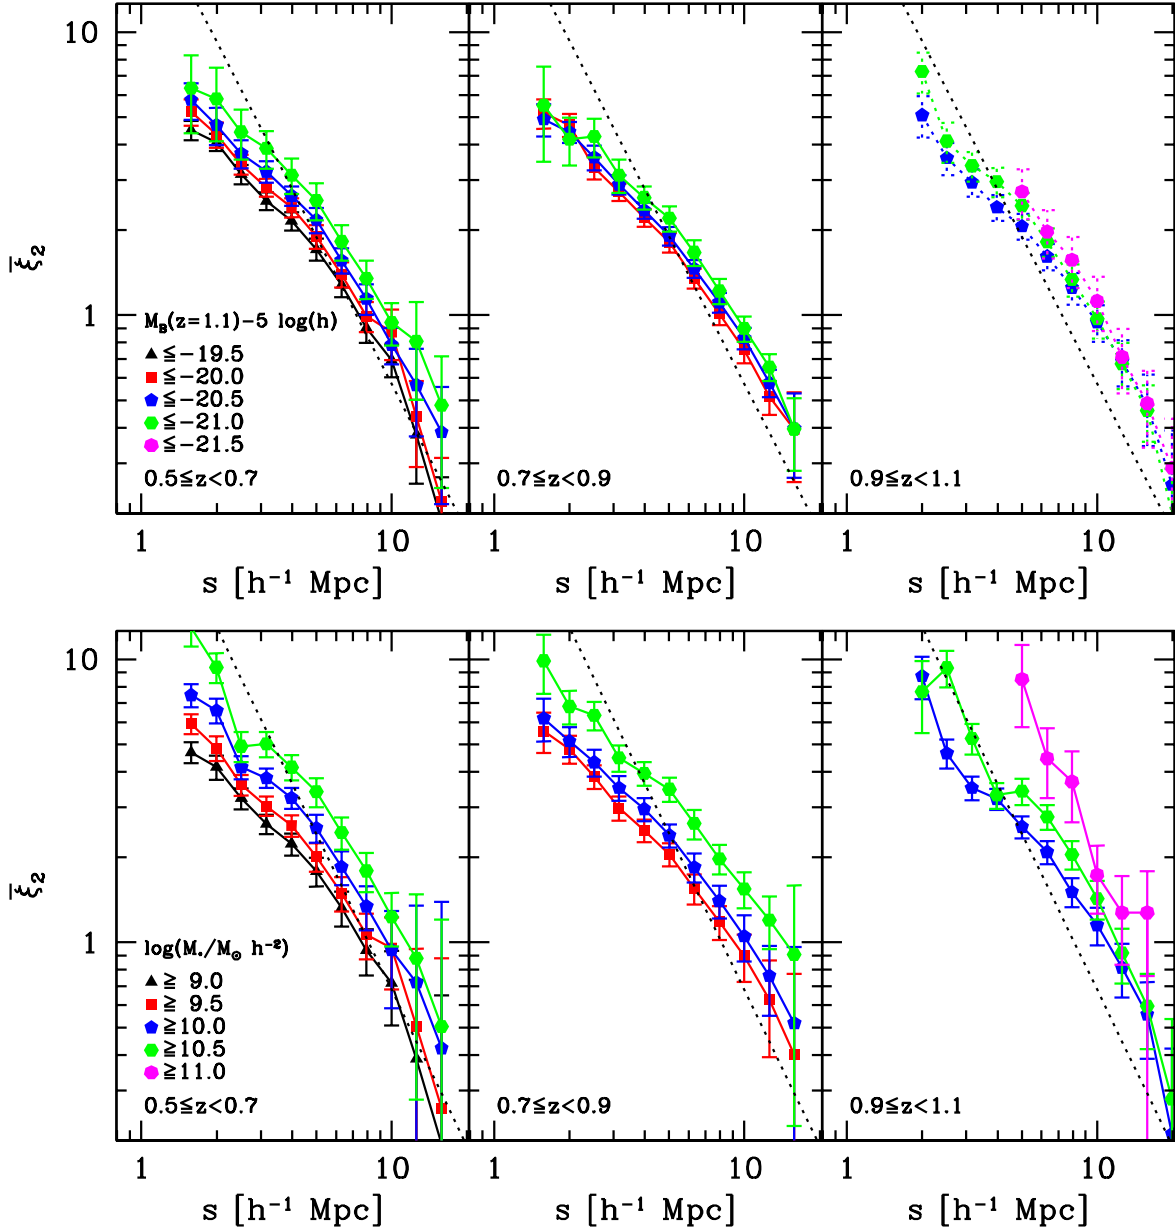 10
1
ξ̅₂
M_B(z=1.1)−5 log(h)
≦−19.5
≦−20.0
≦−20.5
≦−21.0
≦−21.5
0.5≦z<0.7
0.7≦z<0.9
0.9≦z<1.1
1 10 1 10 1 10
s [h⁻¹ Mpc] s [h⁻¹ Mpc] s [h⁻¹ Mpc]
10
1
ξ̅₂
log(M⋆/M☉ h⁻²)
≧ 9.0
≧ 9.5
≧10.0
≧10.5
≧11.0
0.5≦z<0.7
0.7≦z<0.9
0.9≦z<1.1
1 10 1 10 1 10
s [h⁻¹ Mpc] s [h⁻¹ Mpc] s [h⁻¹ Mpc]